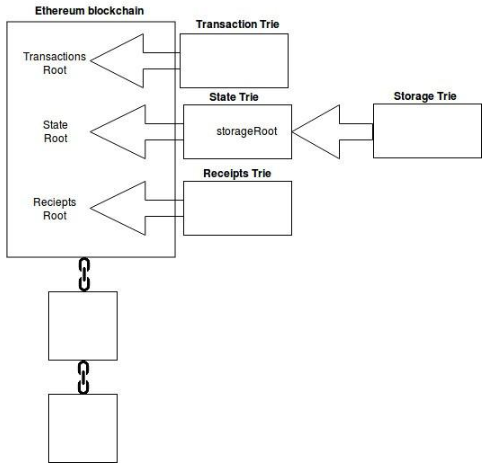 Ethereum blockchain
Transaction Trie
Transactions
Root
State Trie
Storage Trie
State
Root
storageRoot
Receipts Trie
Reciepts
Root